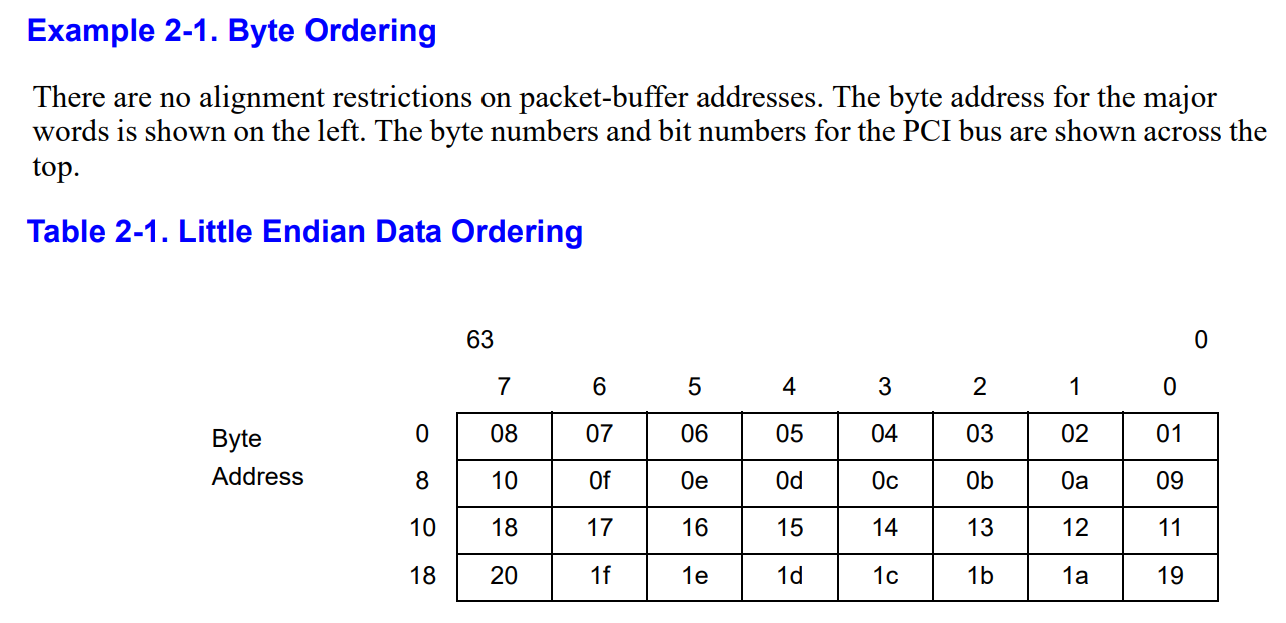 Example 2-1. Byte Ordering
There are no alignment restrictions on packet-buffer addresses. The byte address for the major
words is shown on the left. The byte numbers and bit numbers for the PCI bus are shown across the
top.
Table 2-1. Little Endian Data Ordering
63 0
7 6 5 4 3 2 1 0
Byte
Address
0 08 07 06 05 04 03 02 01
8 10 0f 0e 0d 0c 0b 0a 09
10 18 17 16 15 14 13 12 11
18 20 1f 1e 1d 1c 1b 1a 19